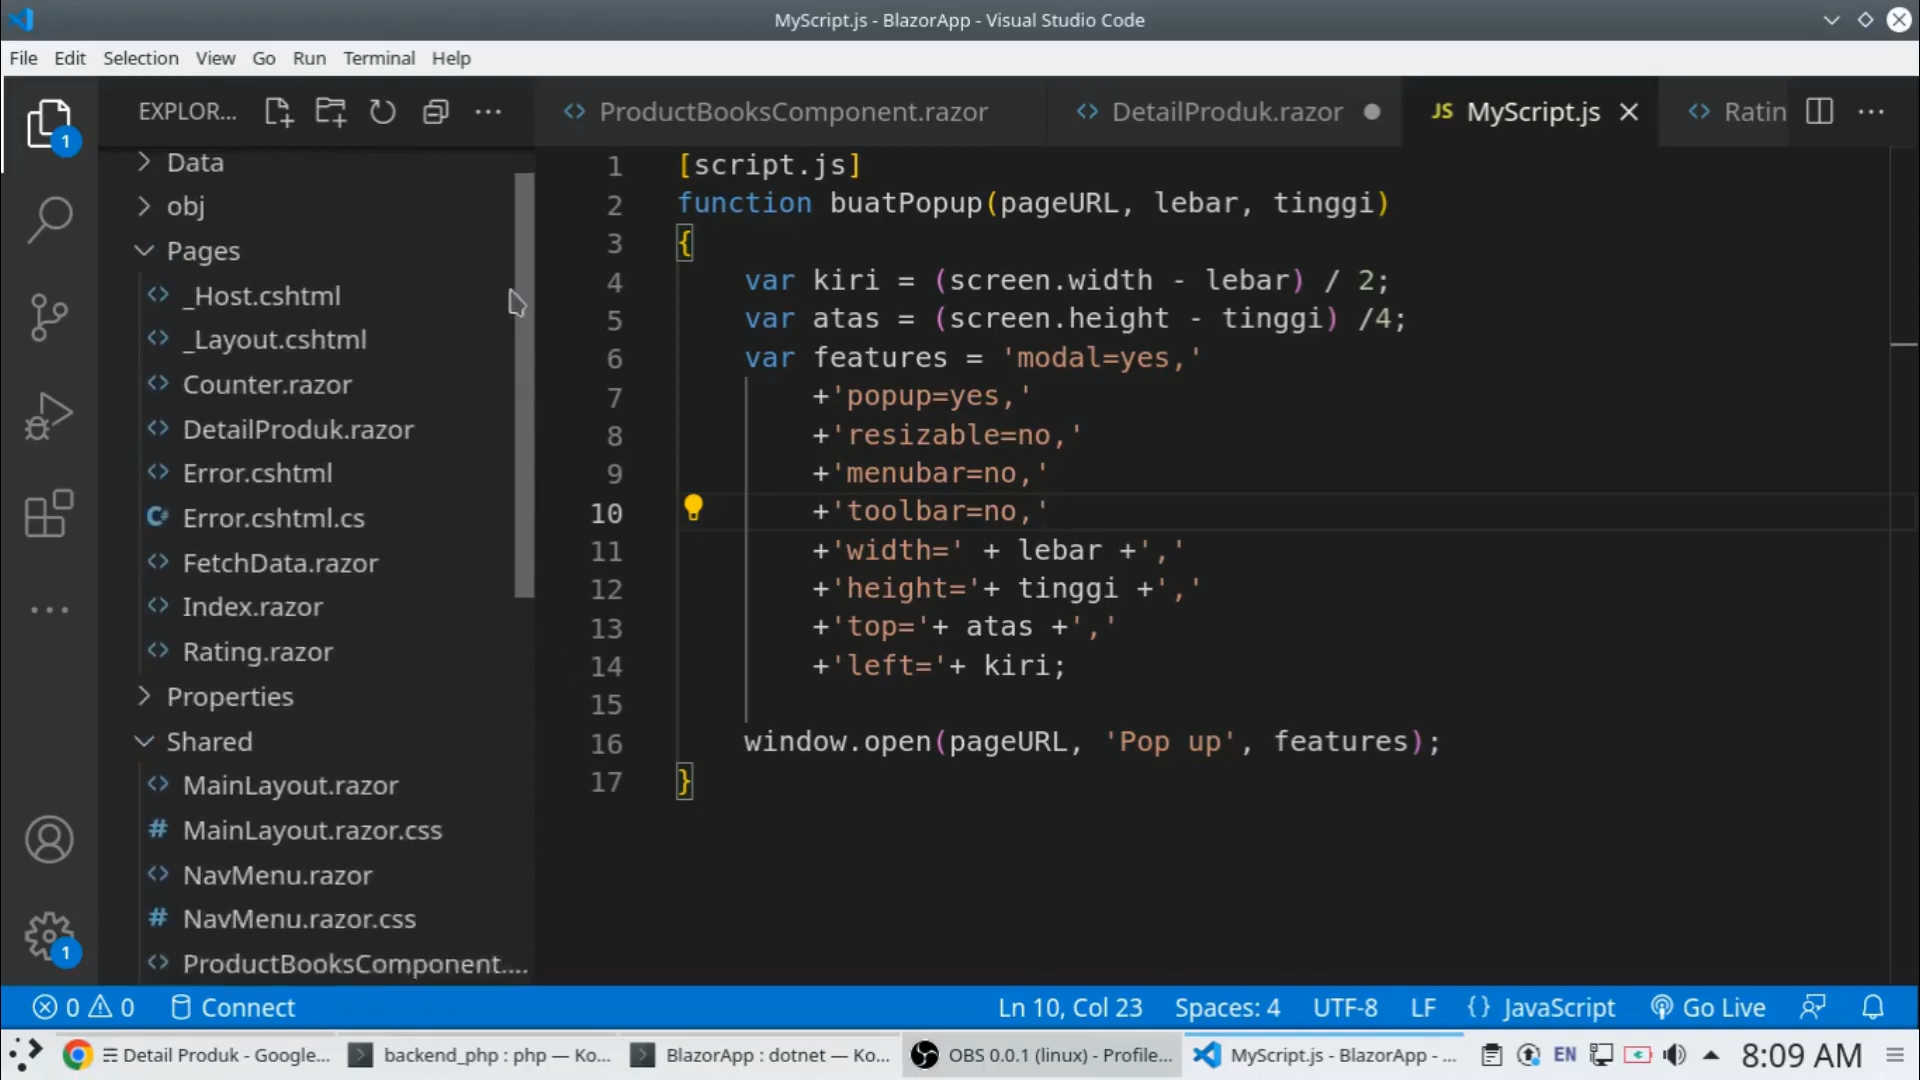 MyScript.js - BlazorApp - Visual Studio Code
File Edit Selection View Go Run Terminal Help
EXPLOR...
ProductBooksComponent.razor
DetailProduk.razor
JS MyScript.js
Ratin
1
Data
obj
Pages
_Host.cshtml
_Layout.cshtml
Counter.razor
DetailProduk.razor
Error.cshtml
Error.cshtml.cs
FetchData.razor
Index.razor
Rating.razor
Properties
Shared
MainLayout.razor
MainLayout.razor.css
NavMenu.razor
NavMenu.razor.css
ProductBooksComponent....
1
1 [script.js]
2 function buatPopup(pageURL, lebar, tinggi)
3 {
4 var kiri = (screen.width - lebar) / 2;
5 var atas = (screen.height - tinggi) /4;
6 var features = 'modal=yes,'
7 +'popup=yes,'
8 +'resizable=no,'
9 +'menubar=no,'
10 +'toolbar=no,'
11 +'width=' + lebar +','
12 +'height='+ tinggi +','
13 +'top='+ atas +','
14 +'left='+ kiri;
15
16 window.open(pageURL, 'Pop up', features);
17 }
0 0 Connect Ln 10, Col 23 Spaces: 4 UTF-8 LF {} JavaScript Go Live
Detail Produk - Google... backend_php : php — Ko... BlazorApp : dotnet — Ko... OBS 0.0.1 (linux) - Profile... MyScript.js - BlazorApp - ... EN 8:09 AM